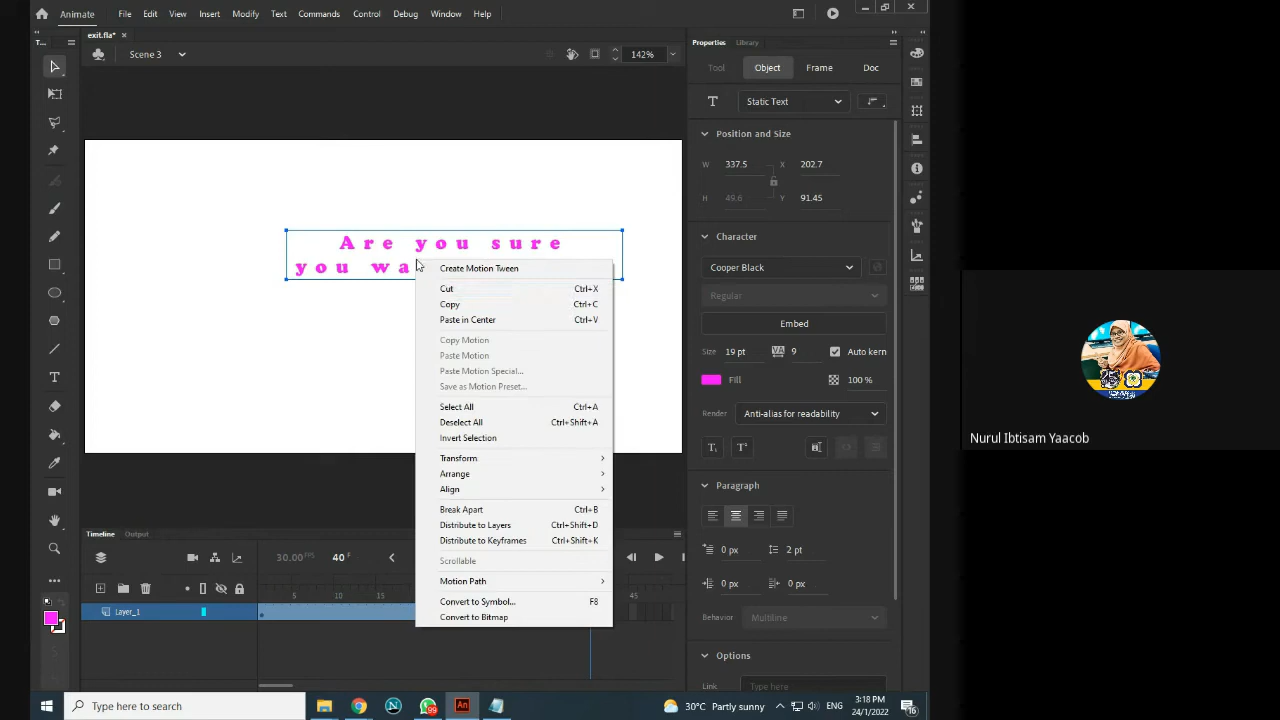 Animate File Edit View Insert Modify Text Commands Control Debug Window Help
exit.fla*
T...
Scene 3
142%
Are you sure
you wa
Create Motion Tween
Cut Ctrl+X
Copy Ctrl+C
Paste in Center Ctrl+V
Copy Motion
Paste Motion
Paste Motion Special...
Save as Motion Preset...
Select All Ctrl+A
Deselect All Ctrl+Shift+A
Invert Selection
Transform
Arrange
Align
Break Apart Ctrl+B
Distribute to Layers Ctrl+Shift+D
Distribute to Keyframes Ctrl+Shift+K
Scrollable
Motion Path
Convert to Symbol... F8
Convert to Bitmap
Timeline Output
30.00 FPS 40 F
5 10 15 45
Layer_1
Properties Library
Tool Object Frame Doc
T Static Text
Position and Size
W 337.5 X 202.7
H 49.6 Y 91.45
Character
Cooper Black
Regular
Embed
Size 19 pt VA 9 Auto kern
Fill 100 %
Render Anti-alias for readability
Paragraph
0 px 2 pt
0 px 0 px
Behavior Multiline
Options
Link Type here
Nurul Ibtisam Yaacob
Type here to search
99
An
30°C Partly sunny ENG 3:18 PM
24/1/2022
16